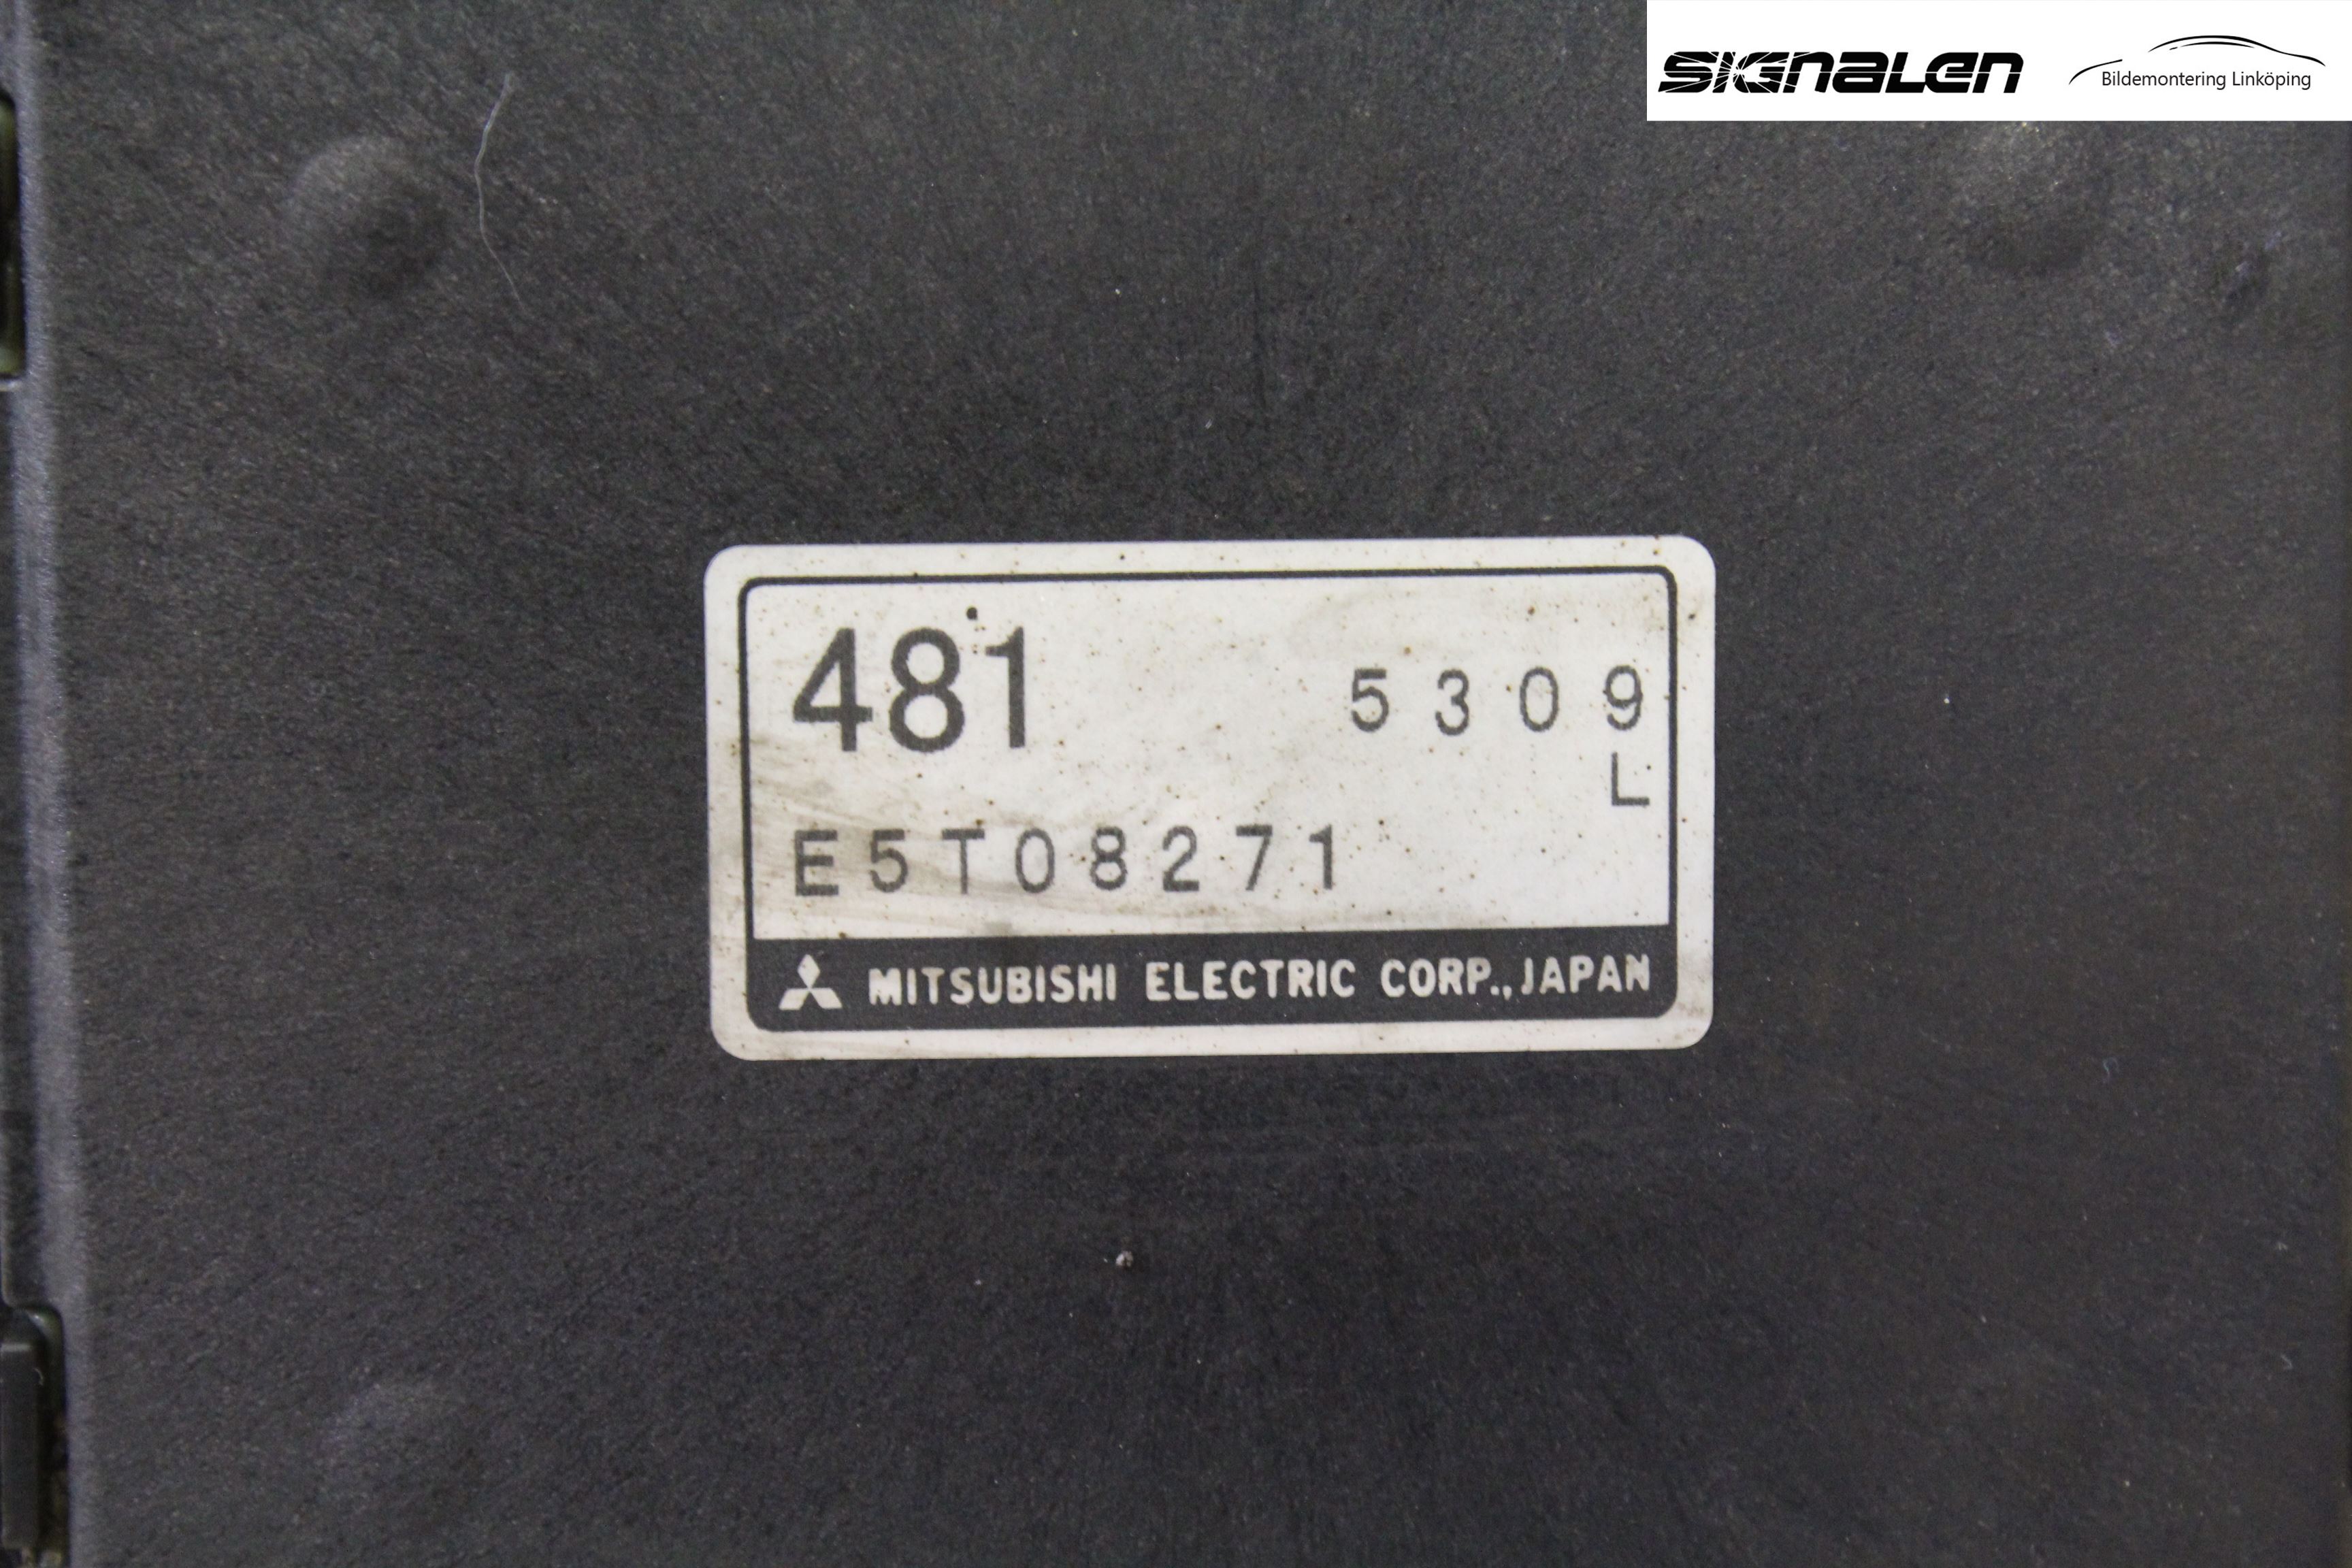 SIGNALEN
Bildemontering Linköping
481 5309
L
E5T08271
MITSUBISHI ELECTRIC CORP., JAPAN